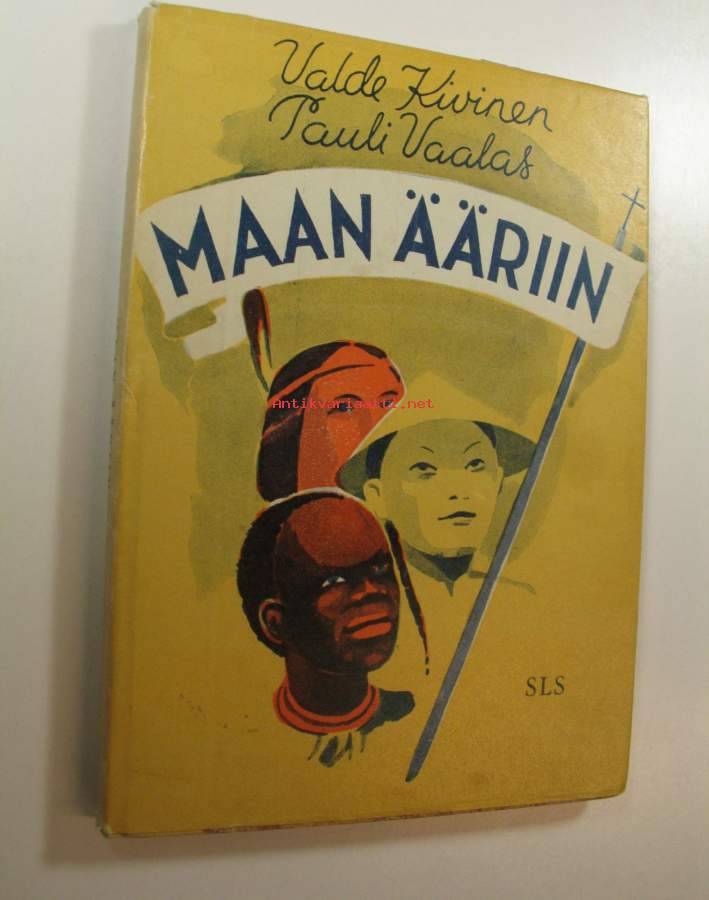 Valde Kivinen
Pauli Vaalas
MAAN ÄÄRIIN
Antikvariaatti.net
SLS